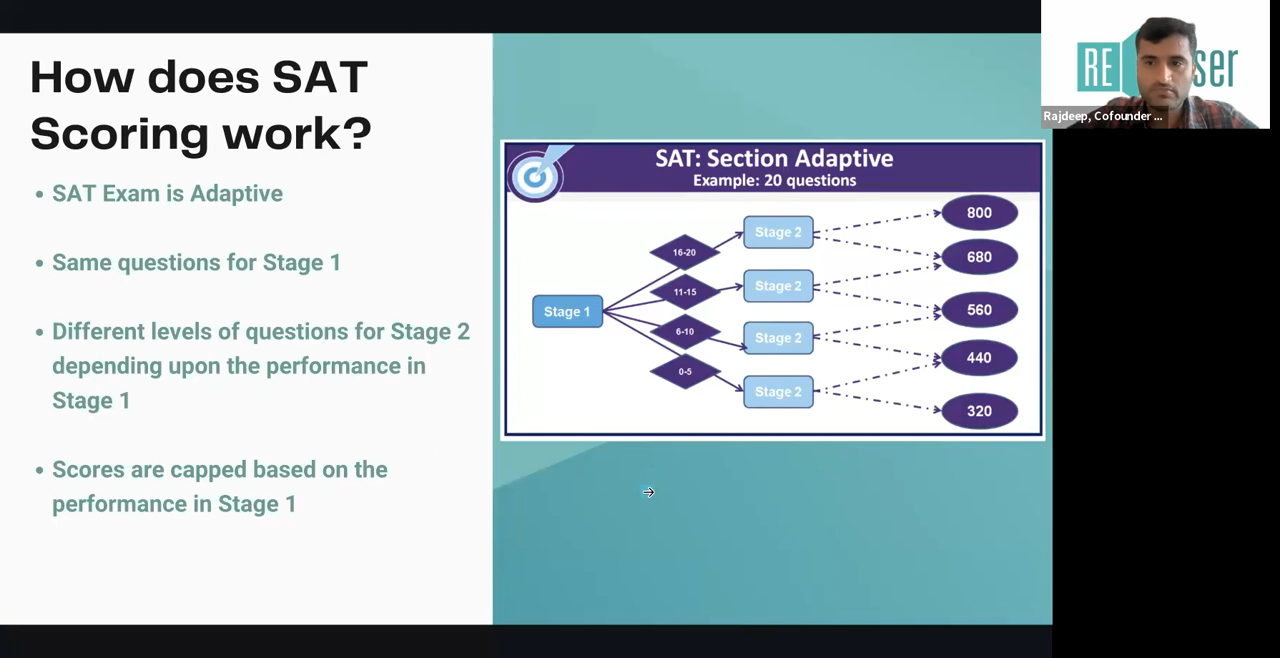 How does SAT
Scoring work?
• SAT Exam is Adaptive
• Same questions for Stage 1
• Different levels of questions for Stage 2
depending upon the performance in
Stage 1
• Scores are capped based on the
performance in Stage 1
SAT: Section Adaptive
Example: 20 questions
Stage 1
16-20
11-15
6-10
0-5
Stage 2
Stage 2
Stage 2
Stage 2
800
680
560
440
320
RE
ser
Rajdeep, Cofounder ...